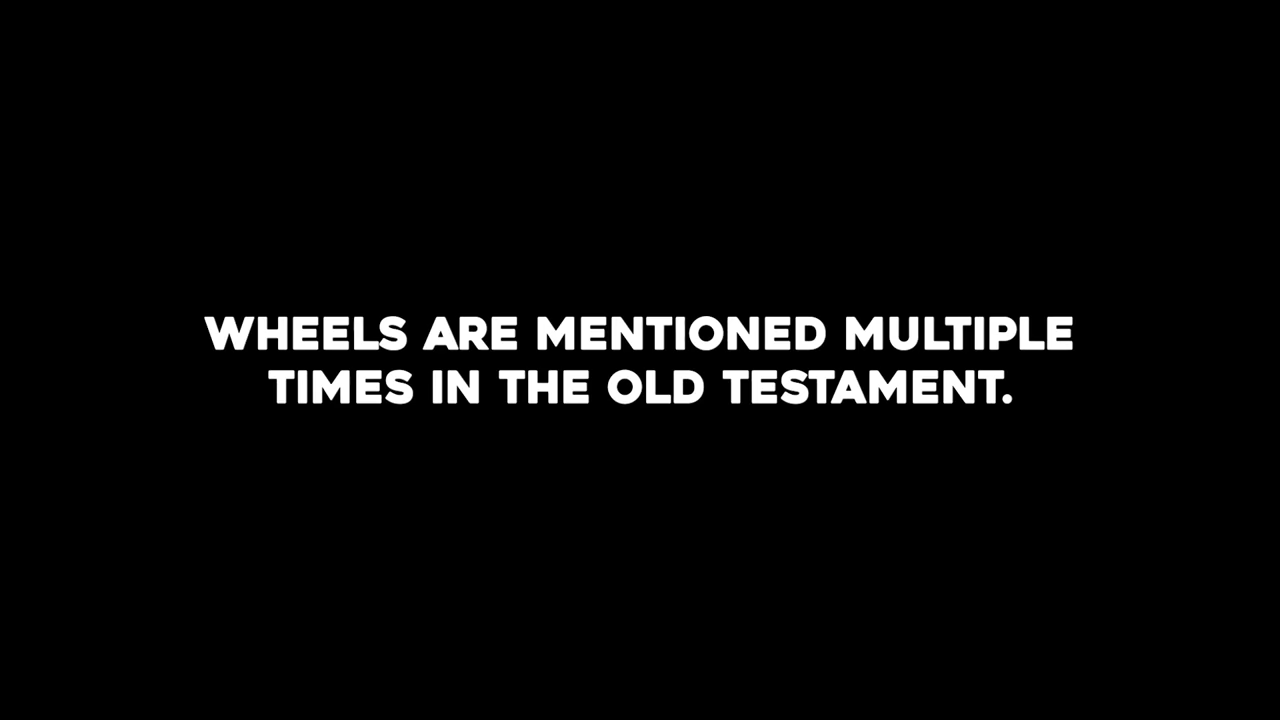 WHEELS ARE MENTIONED MULTIPLE
TIMES IN THE OLD TESTAMENT.